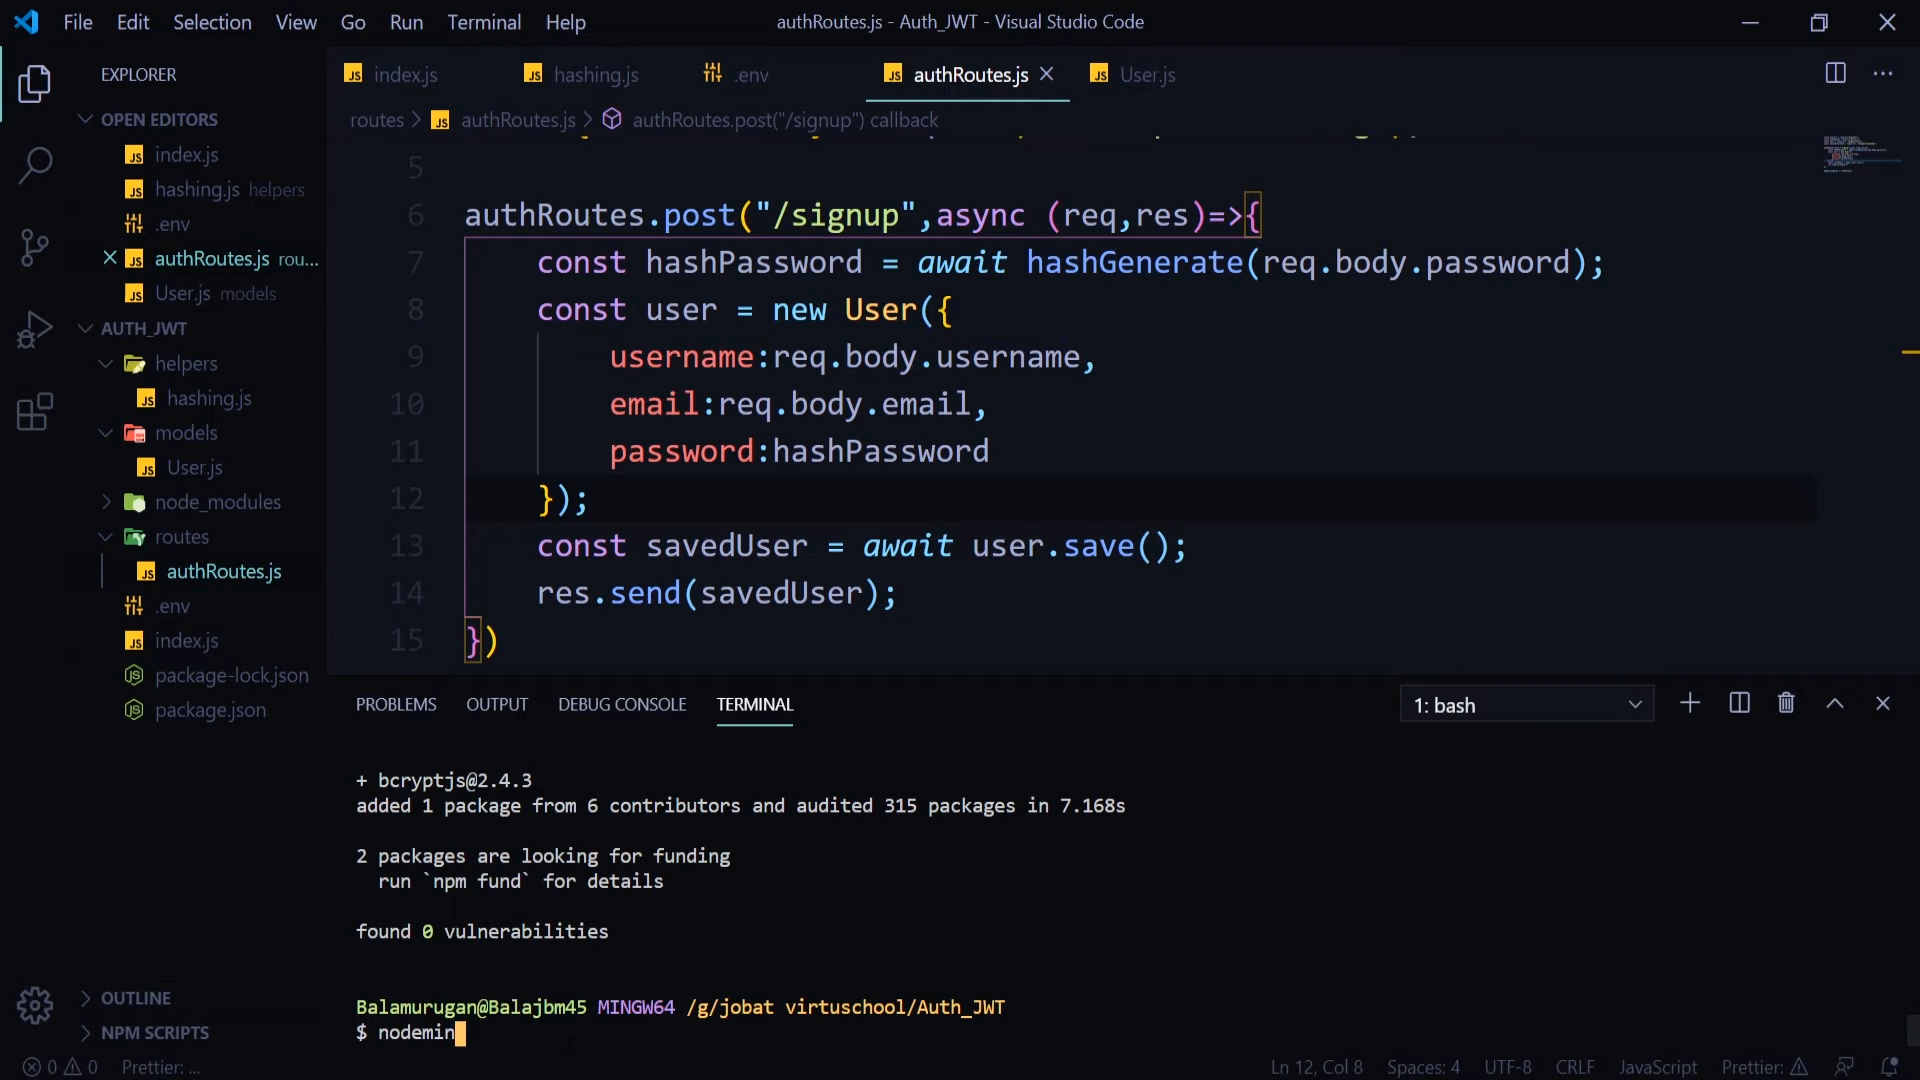 File Edit Selection View Go Run Terminal Help
authRoutes.js - Auth_JWT - Visual Studio Code
EXPLORER
OPEN EDITORS
index.js
hashing.js helpers
.env
authRoutes.js rou...
User.js models
AUTH_JWT
helpers
hashing.js
models
User.js
node_modules
routes
authRoutes.js
.env
index.js
package-lock.json
package.json
OUTLINE
NPM SCRIPTS
index.js hashing.js .env authRoutes.js User.js
routes > authRoutes.js > authRoutes.post("/signup") callback
5
6 authRoutes.post("/signup",async (req,res)=>{
7 const hashPassword = await hashGenerate(req.body.password);
8 const user = new User({
9 username:req.body.username,
10 email:req.body.email,
11 password:hashPassword
12 });
13 const savedUser = await user.save();
14 res.send(savedUser);
15 })
PROBLEMS OUTPUT DEBUG CONSOLE TERMINAL
1: bash
+ bcryptjs@2.4.3
added 1 package from 6 contributors and audited 315 packages in 7.168s
2 packages are looking for funding
run `npm fund` for details
found 0 vulnerabilities
Balamurugan@Balajbm45 MINGW64 /g/jobat virtuschool/Auth_JWT
$ nodemin
0 0 Prettier: ...
Ln 12, Col 8 Spaces: 4 UTF-8 CRLF JavaScript Prettier: